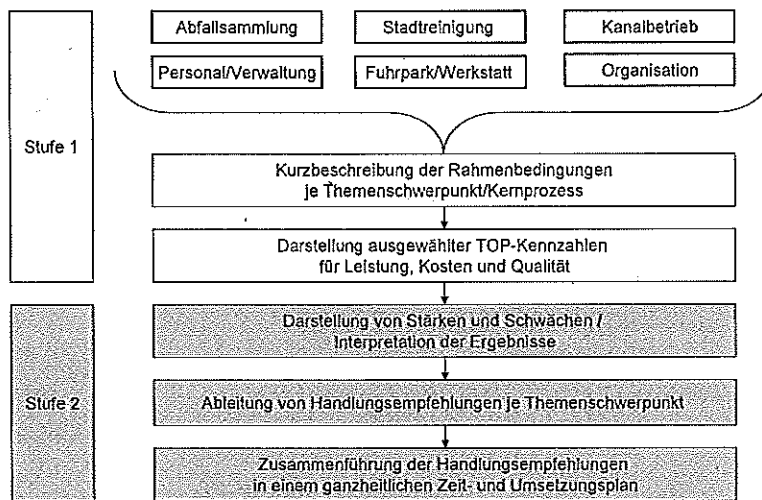 Abfallsammlung
Stadtreinigung
Kanalbetrieb
Personal/Verwaltung
Fuhrpark/Werkstatt
Organisation
Stufe 1
Kurzbeschreibung der Rahmenbedingungen
je Themenschwerpunkt/Kernprozess
Darstellung ausgewählter TOP-Kennzahlen
für Leistung, Kosten und Qualität
Stufe 2
Darstellung von Stärken und Schwächen /
Interpretation der Ergebnisse
Ableitung von Handlungsempfehlungen je Themenschwerpunkt
Zusammenführung der Handlungsempfehlungen
in einem ganzheitlichen Zeit- und Umsetzungsplan